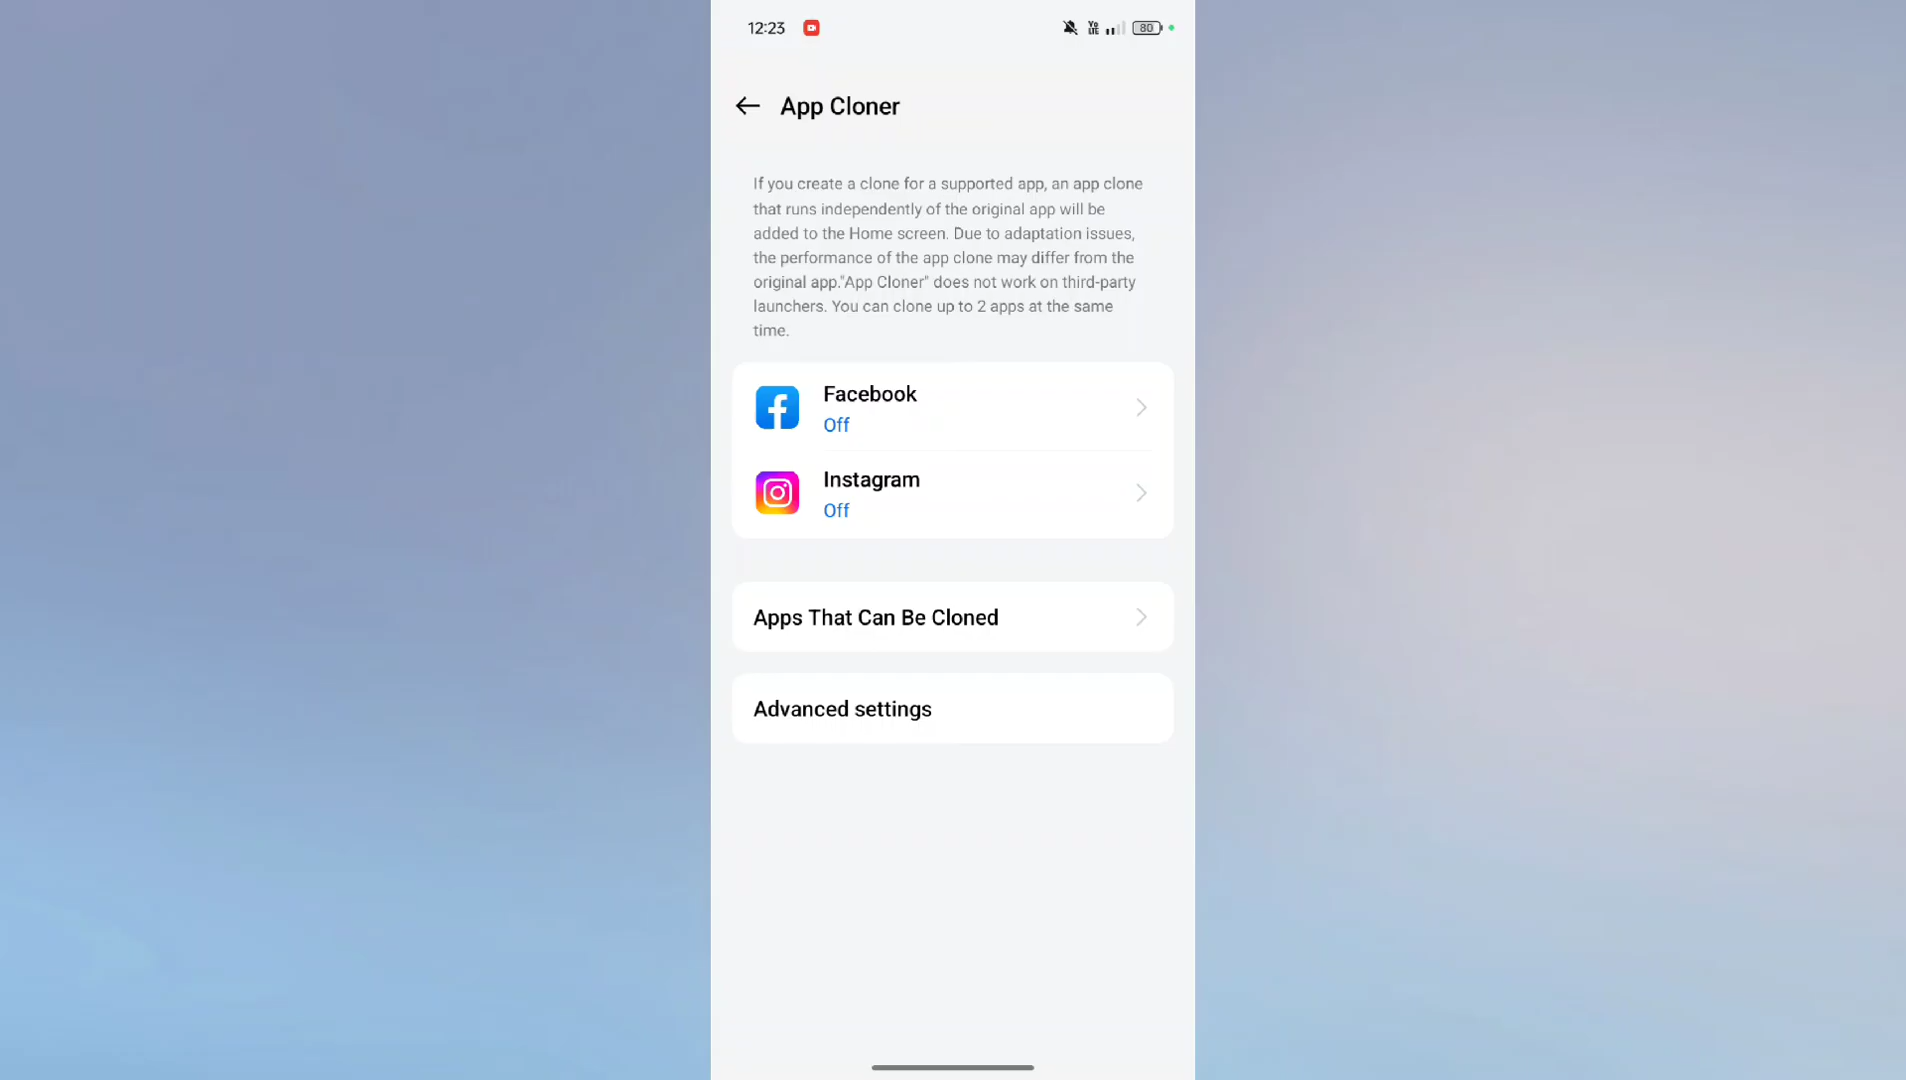 12:23
Vo LTE
80
App Cloner
If you create a clone for a supported app, an app clone
that runs independently of the original app will be
added to the Home screen. Due to adaptation issues,
the performance of the app clone may differ from the
original app."App Cloner" does not work on third-party
launchers. You can clone up to 2 apps at the same
time.
Facebook
Off
Instagram
Off
Apps That Can Be Cloned
Advanced settings